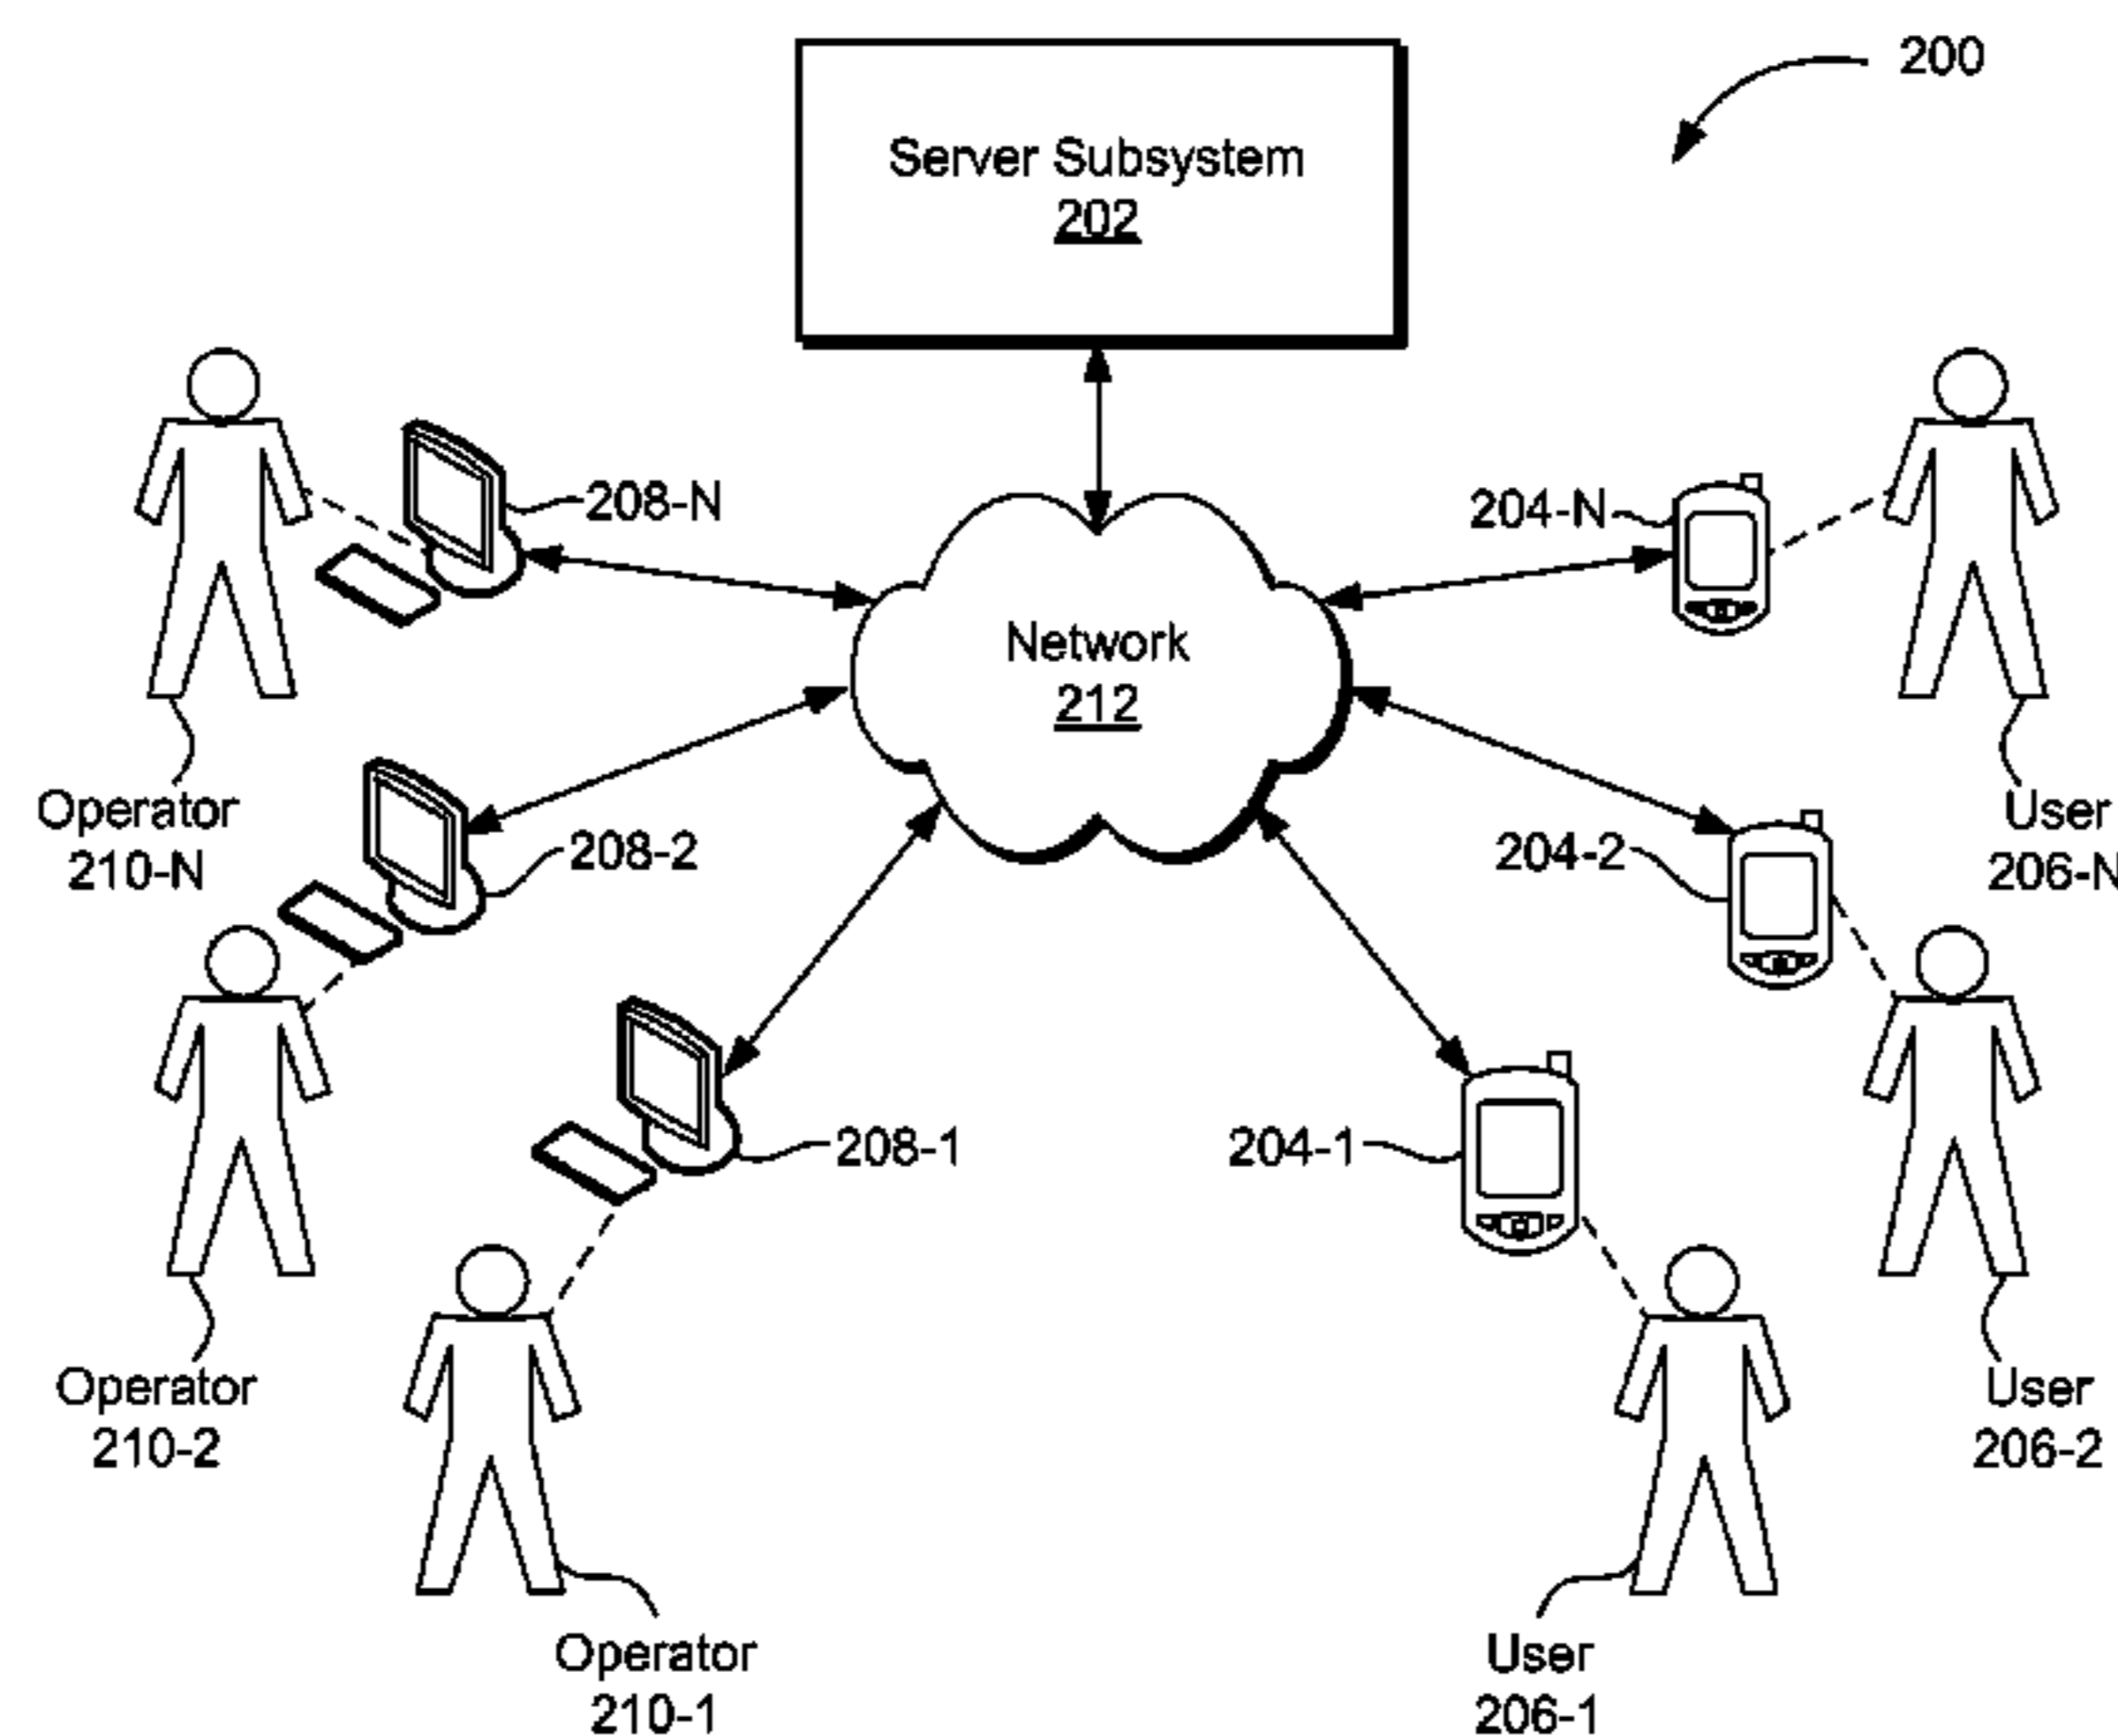 200
Server Subsystem
202
208-N
204-N
Network
212
Operator
210-N
User
206-N
208-2
204-2
208-1
204-1
Operator
210-2
User
206-2
Operator
210-1
User
206-1